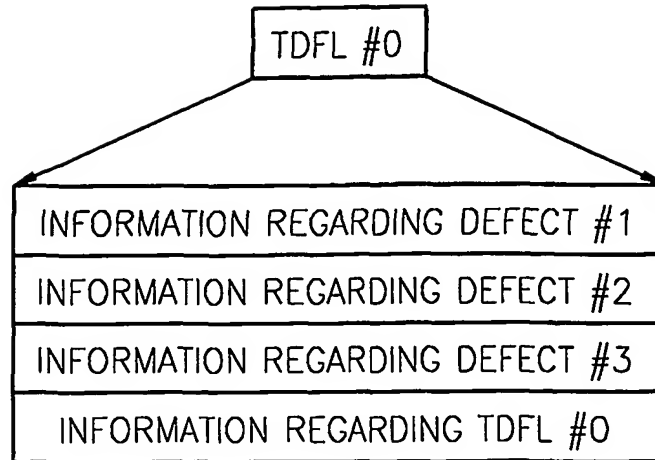 TDFL #0
INFORMATION REGARDING DEFECT #1
INFORMATION REGARDING DEFECT #2
INFORMATION REGARDING DEFECT #3
INFORMATION REGARDING TDFL #0